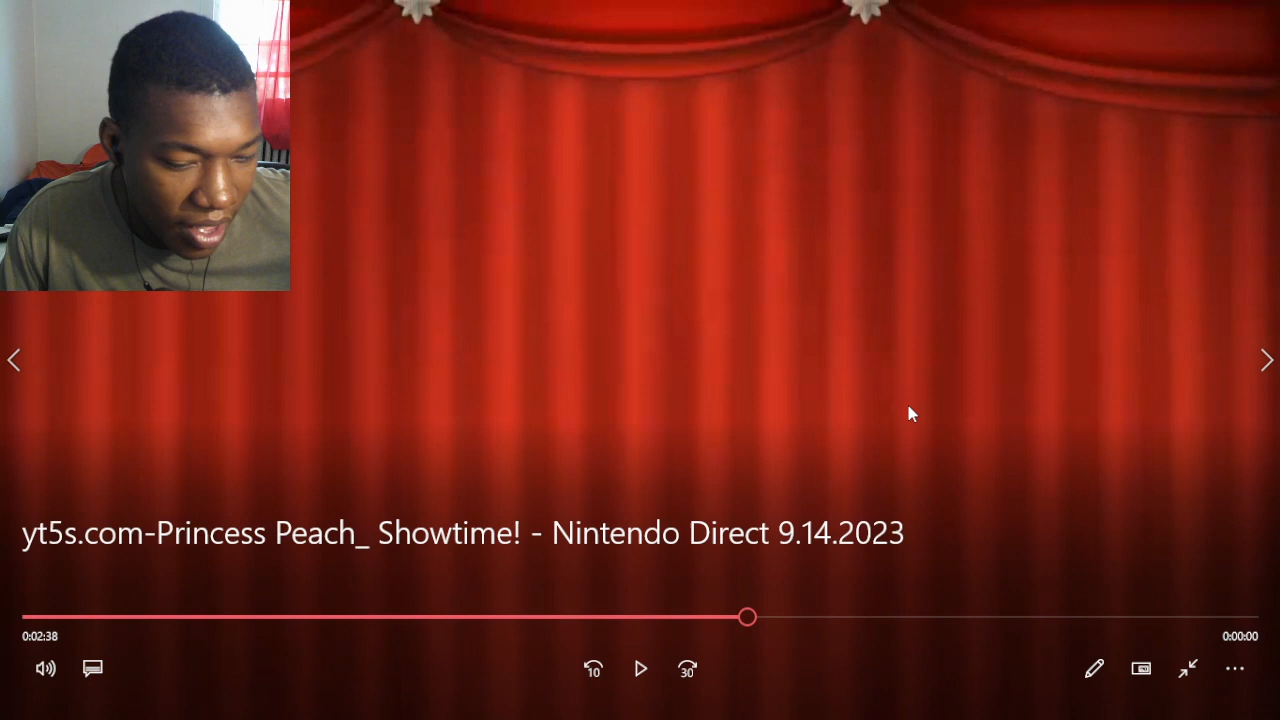 yt5s.com-Princess Peach_ Showtime! - Nintendo Direct 9.14.2023
0:02:38
0:00:00
10
30